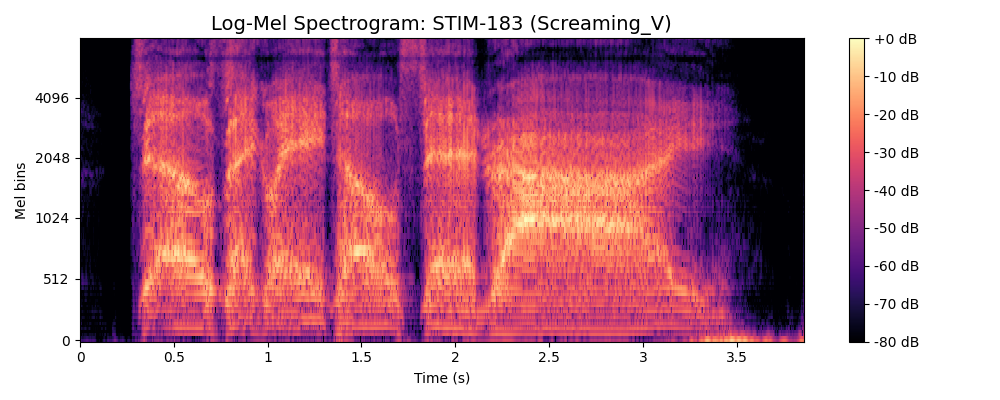 Log-Mel Spectrogram: STIM-183 (Screaming_V)
Mel bins
4096
2048
1024
512
0
0
0.5
1
1.5
2
2.5
3
3.5
Time (s)
+0 dB
-10 dB
-20 dB
-30 dB
-40 dB
-50 dB
-60 dB
-70 dB
-80 dB